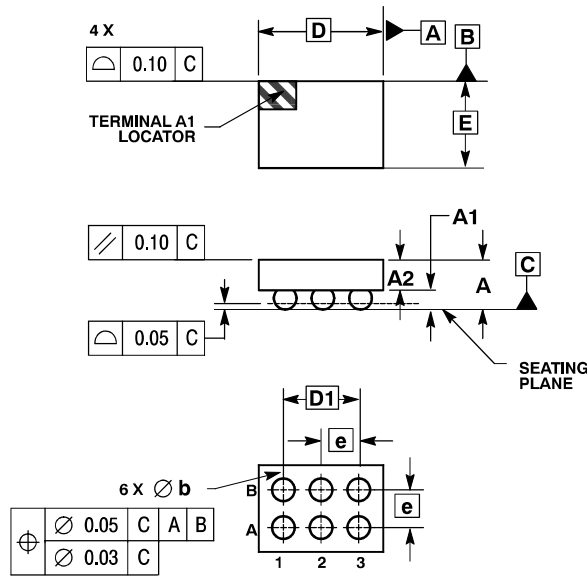 4 X
D
A
B
⌓ 0.10 C
TERMINAL A1
LOCATOR
E
A1
⫽ 0.10 C
A2
A
C
⌓ 0.05 C
SEATING
PLANE
D1
e
6 X ∅ b
B
e
⌖ ∅ 0.05 C A B
∅ 0.03 C
A
1 2 3